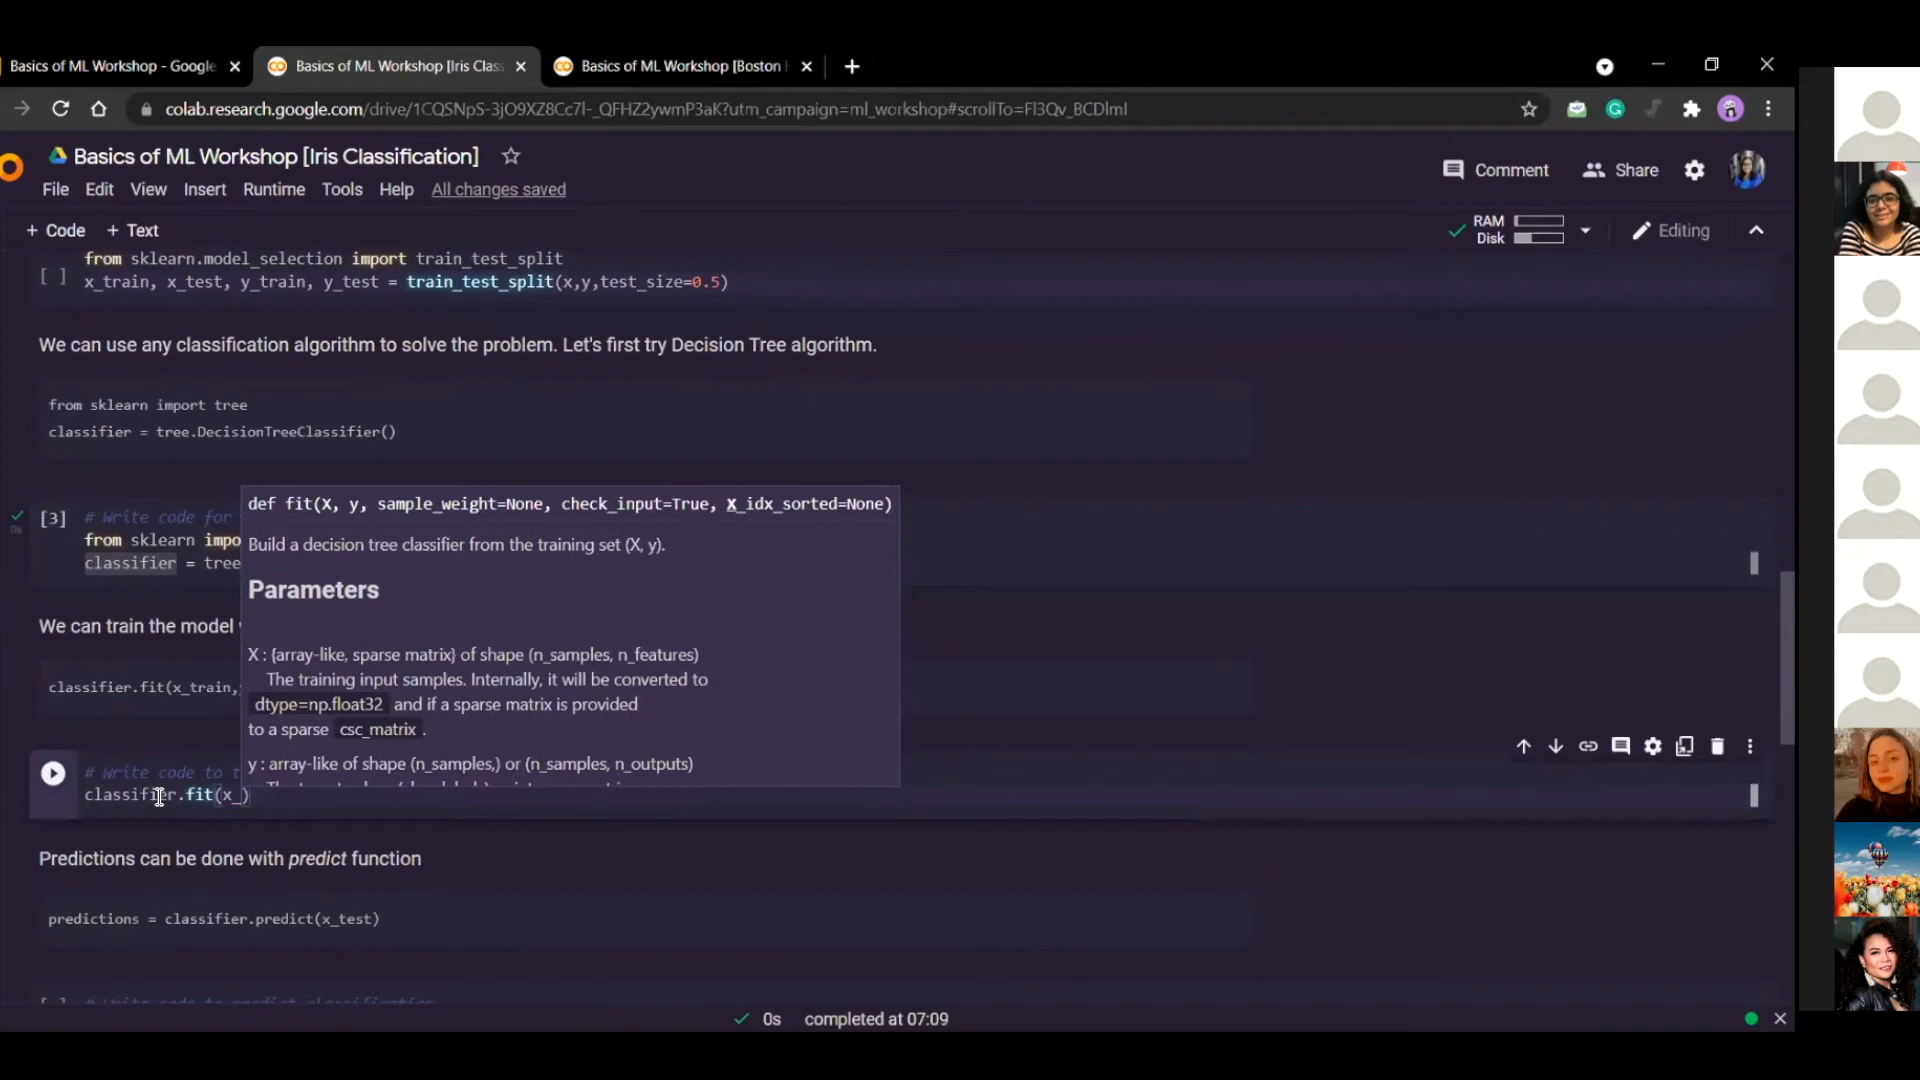 Basics of ML Workshop - Google
Basics of ML Workshop [Iris Class
Basics of ML Workshop [Boston H
colab.research.google.com/drive/1CQSNpS-3jO9XZ8Cc7l-_QFHZ2ywmP3aK?utm_campaign=ml_workshop#scrollTo=Fl3Qv_BCDlmI
Basics of ML Workshop [Iris Classification]
File Edit View Insert Runtime Tools Help All changes saved
Comment Share
+ Code + Text
RAM
Disk
Editing
from sklearn.model_selection import train_test_split
[ ] x_train, x_test, y_train, y_test = train_test_split(x,y,test_size=0.5)
We can use any classification algorithm to solve the problem. Let's first try Decision Tree algorithm.
from sklearn import tree
classifier = tree.DecisionTreeClassifier()
[3] # Write code for
0s
from sklearn impo
classifier = tree
def fit(X, y, sample_weight=None, check_input=True, X_idx_sorted=None)
Build a decision tree classifier from the training set (X, y).
Parameters
X : {array-like, sparse matrix} of shape (n_samples, n_features)
The training input samples. Internally, it will be converted to
dtype=np.float32 and if a sparse matrix is provided
to a sparse csc_matrix .
y : array-like of shape (n_samples,) or (n_samples, n_outputs)
We can train the model
classifier.fit(x_train,
# Write code to t
classifier.fit(x_)
Predictions can be done with predict function
predictions = classifier.predict(x_test)
[ ] # Write code to predict classification
0s completed at 07:09